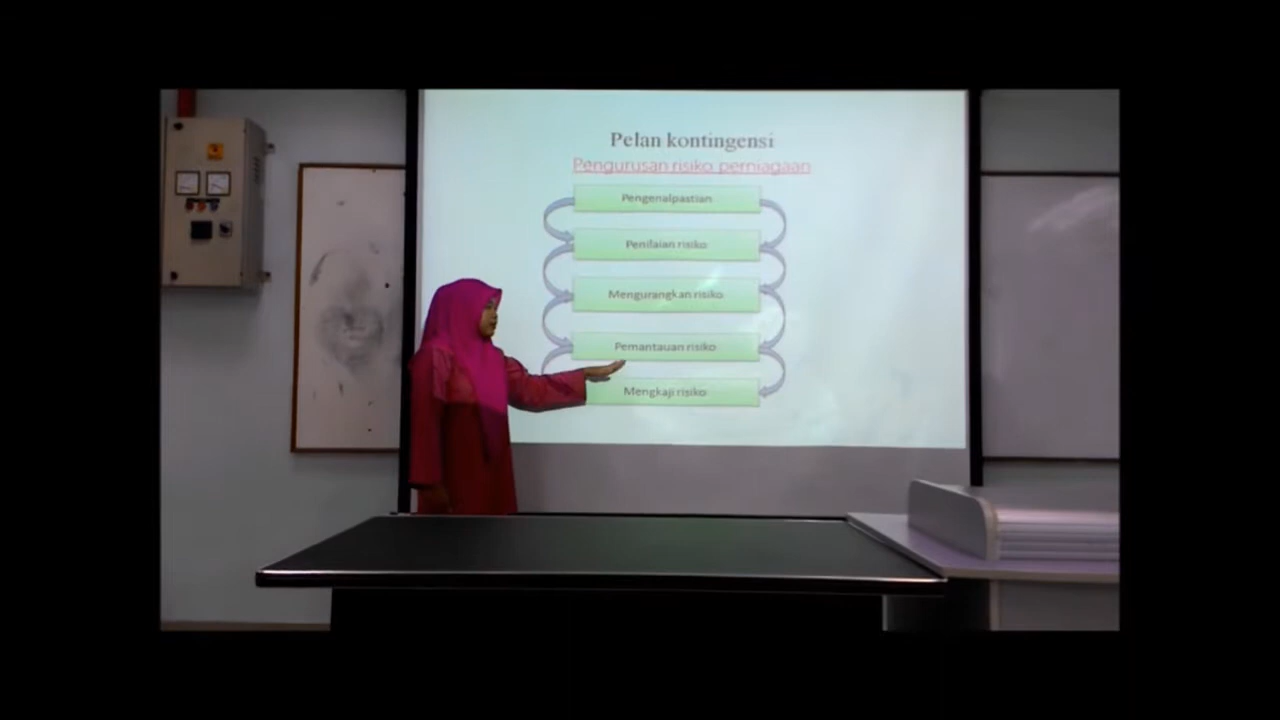 Pelan kontingensi
Pengurusan risiko perniagaan
Pengenalpastian
Penilaian risiko
Mengurangkan risiko
Pemantauan risiko
Mengkaji risiko